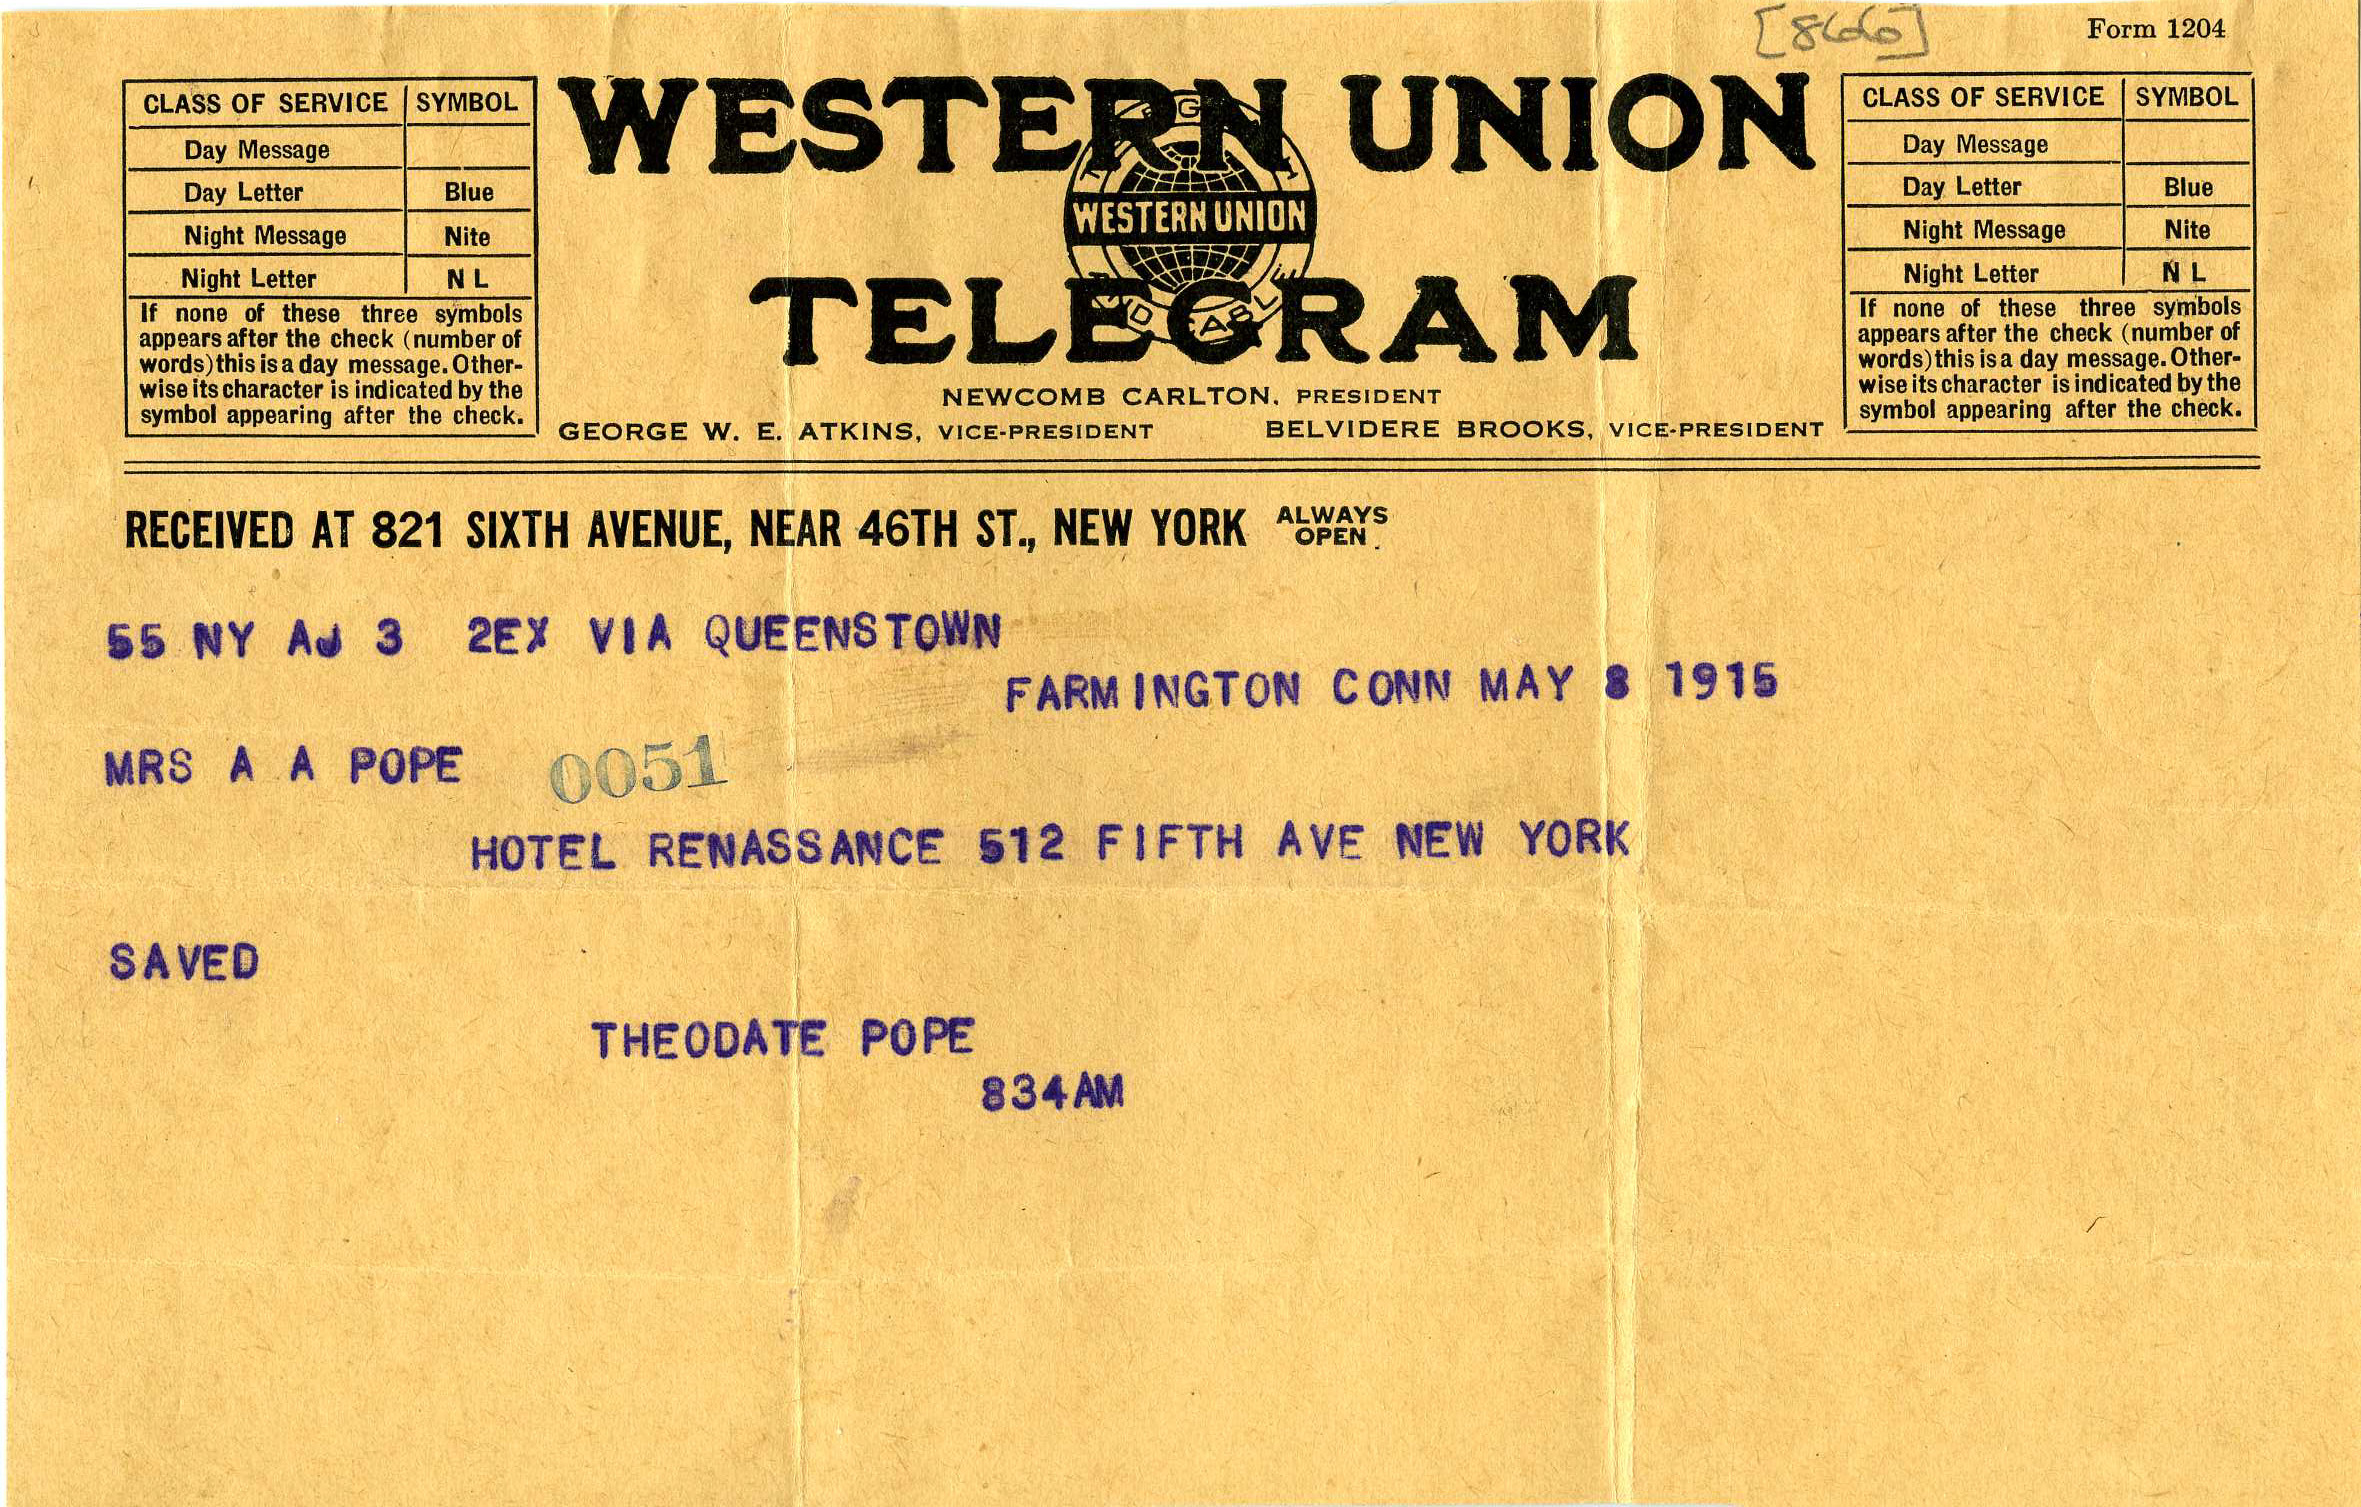 [866]
Form 1204
CLASS OF SERVICE SYMBOL
Day Message
Day Letter Blue
Night Message Nite
Night Letter N L
If none of these three symbols
appears after the check (number of
words) this is a day message. Other-
wise its character is indicated by the
symbol appearing after the check.
WESTERN UNION
WESTERN UNION
TELEGRAM
TELEGRAPH AND CABLE
NEWCOMB CARLTON, PRESIDENT
GEORGE W. E. ATKINS, VICE-PRESIDENT BELVIDERE BROOKS, VICE-PRESIDENT
CLASS OF SERVICE SYMBOL
Day Message
Day Letter Blue
Night Message Nite
Night Letter N L
If none of these three symbols
appears after the check (number of
words) this is a day message. Other-
wise its character is indicated by the
symbol appearing after the check.
RECEIVED AT 821 SIXTH AVENUE, NEAR 46TH ST., NEW YORK ALWAYS OPEN
55 NY AJ 3 2EX VIA QUEENSTOWN
FARMINGTON CONN MAY 8 1915
MRS A A POPE 0051
HOTEL RENASSANCE 512 FIFTH AVE NEW YORK
SAVED
THEODATE POPE
834AM